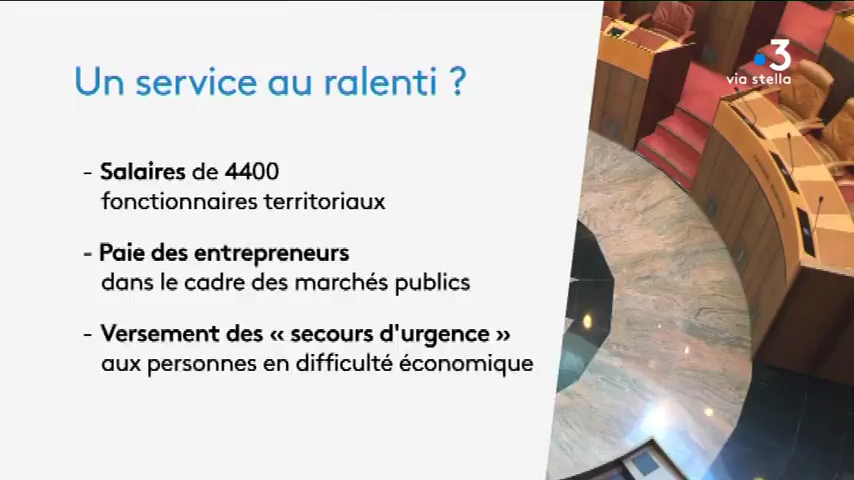 Un service au ralenti ?
3
via stella
- Salaires de 4400
fonctionnaires territoriaux
- Paie des entrepreneurs
dans le cadre des marchés publics
- Versement des « secours d'urgence »
aux personnes en difficulté économique